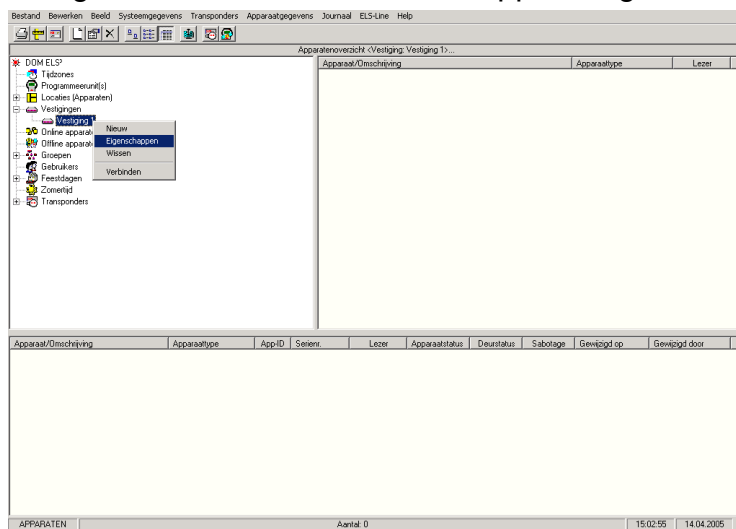 Bestand Bewerken Beeld Systeemgegevens Transponders Apparaatgegevens Journaal ELS-Line Help
Apparatenoverzicht <Vestiging: Vestiging 1>...
DOM ELS³
Tijdzones
Programmeerunit(s)
Locaties (Apparaten)
Vestigingen
Vestiging 1
Online apparat
Offline apparat
Groepen
Gebruikers
Feestdagen
Zomertijd
Transponders
Nieuw
Eigenschappen
Wissen
Verbinden
Apparaat/Omschrijving Apparaattype Lezer
Apparaat/Omschrijving Apparaattype App-ID Serienr. Lezer Apparaatstatus Deurstatus Sabotage Gewijzigd op Gewijzigd door
APPARATEN Aantal: 0 15:02:55 14.04.2005